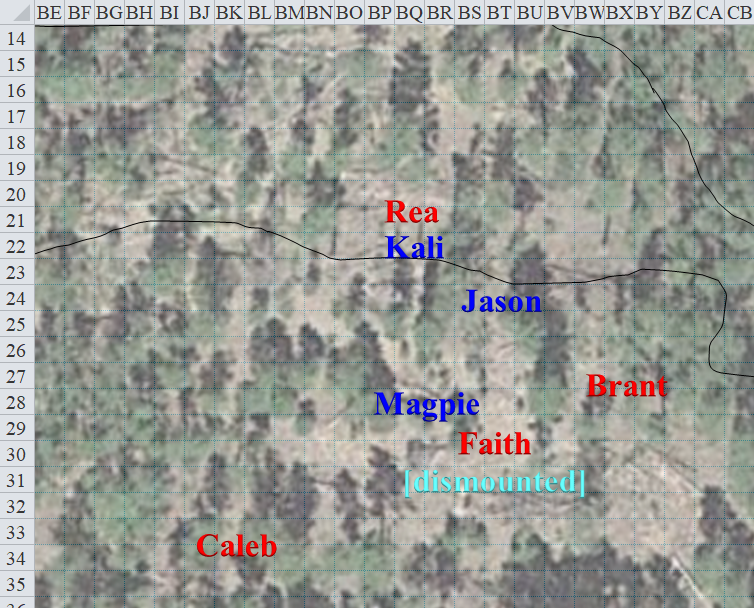 BE BF BG BH BI BJ BK BL BM BN BO BP BQ BR BS BT BU BV BW BX BY BZ CA CB
14
15
16
17
18
19
20
21 Rea
22 Kali
23
24 Jason
25
26
27 Brant
28 Magpie
29 Faith
30
31 [dismounted]
32
33 Caleb
34
35